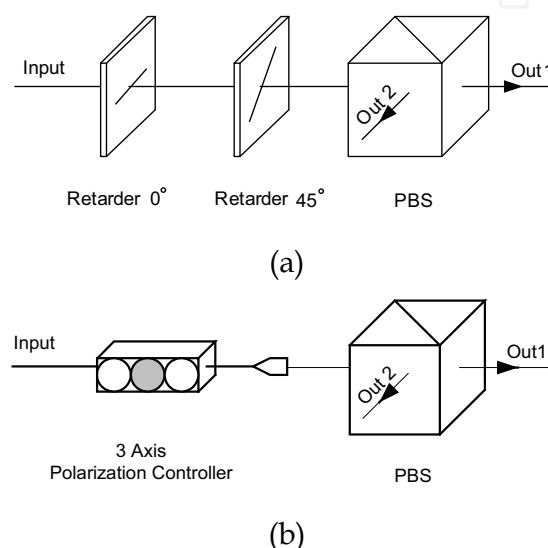 Input
Out1
Out 2
Retarder 0°
Retarder 45°
PBS
(a)
Input
Out1
Out 2
3 Axis
Polarization Controller
PBS
(b)